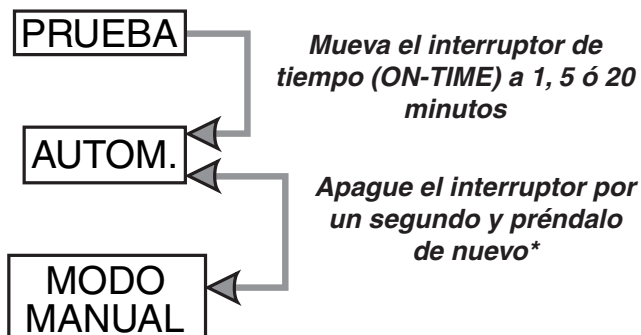 PRUEBA
Mueva el interruptor de
tiempo (ON-TIME) a 1, 5 ó 20
minutos
AUTOM.
Apague el interruptor por
un segundo y préndalo
de nuevo*
MODO
MANUAL